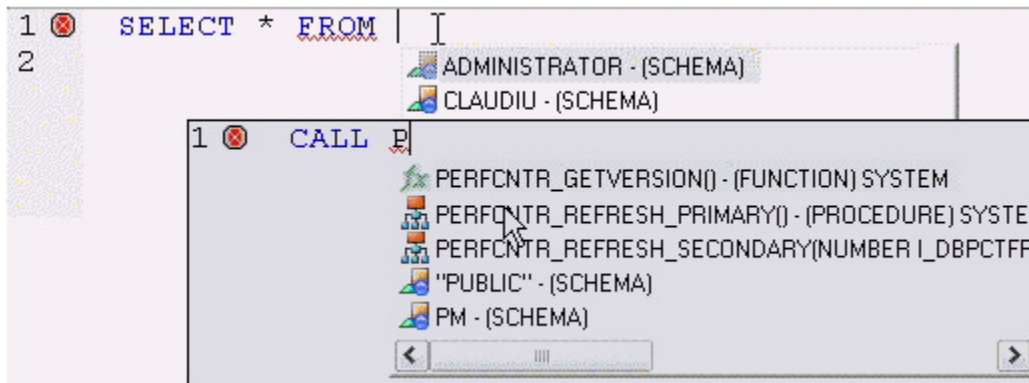 1 SELECT * FROM
2
ADMINISTRATOR - (SCHEMA)
CLAUDIU - (SCHEMA)
1 CALL P
PERFCNTR_GETVERSION() - (FUNCTION) SYSTEM
PERFCNTR_REFRESH_PRIMARY() - (PROCEDURE) SYSTE
PERFCNTR_REFRESH_SECONDARY(NUMBER I_DBPCTFR
"PUBLIC" - (SCHEMA)
PM - (SCHEMA)